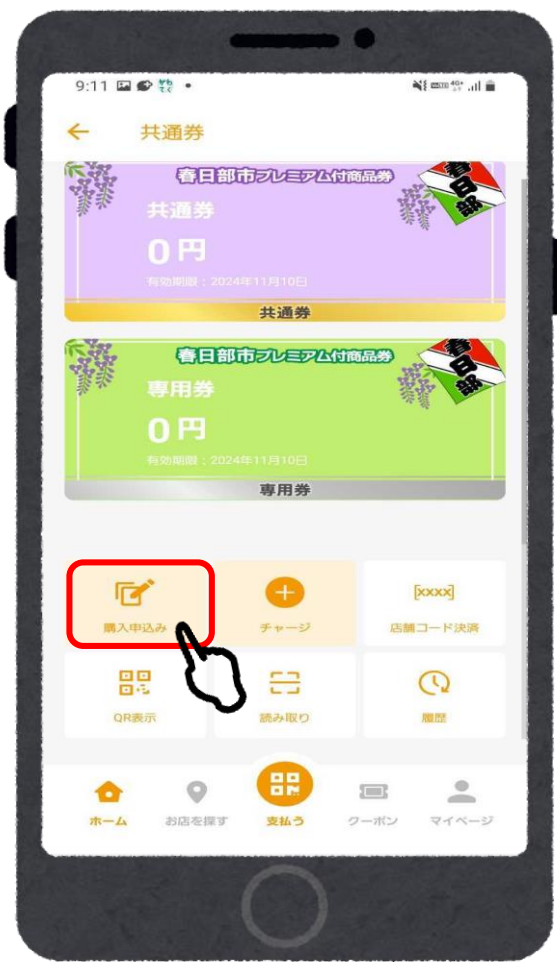 9:11
共通券
春日部市プレミアム付商品券
春日部
共通券
0円
有効期限:2024年11月10日
共通券
春日部市プレミアム付商品券
春日部
専用券
0円
有効期限:2024年11月10日
専用券
購入申込み
チャージ
[xxxx]
店舗コード決済
QR表示
読み取り
履歴
ホーム
お店を探す
支払う
クーポン
マイページ